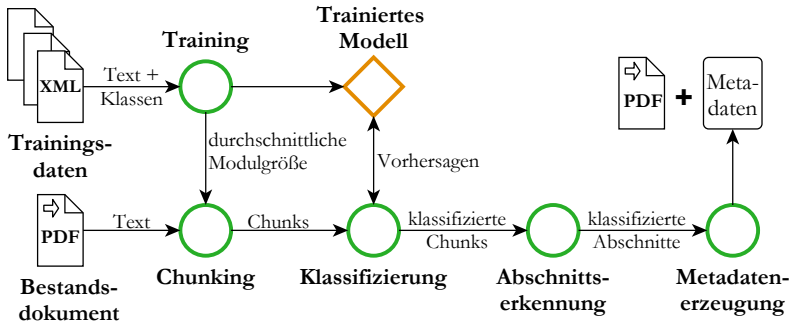 XML
Trainings-
daten
Text +
Klassen
Training
Trainiertes
Modell
durchschnittliche
Modulgröße
Vorhersagen
PDF
+
Meta-
daten
PDF
Bestands-
dokument
Text
Chunking
Chunks
Klassifizierung
klassifizierte
Chunks
Abschnitts-
erkennung
klassifizierte
Abschnitte
Metadaten-
erzeugung